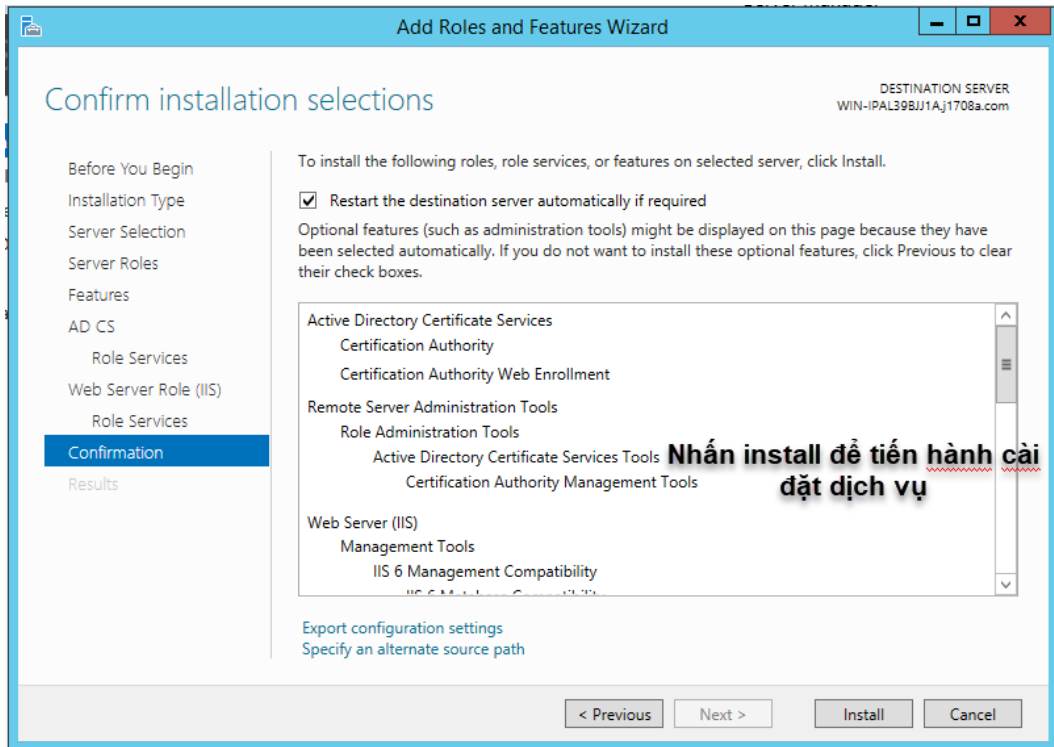 Add Roles and Features Wizard
Confirm installation selections
DESTINATION SERVER
WIN-IPAL39BJJ1A.j1708a.com
Before You Begin
Installation Type
Server Selection
Server Roles
Features
AD CS
Role Services
Web Server Role (IIS)
Role Services
Confirmation
Results
To install the following roles, role services, or features on selected server, click Install.
Restart the destination server automatically if required
Optional features (such as administration tools) might be displayed on this page because they have
been selected automatically. If you do not want to install these optional features, click Previous to clear
their check boxes.
Active Directory Certificate Services
Certification Authority
Certification Authority Web Enrollment
Remote Server Administration Tools
Role Administration Tools
Active Directory Certificate Services Tools
Certification Authority Management Tools
Nhấn install để tiến hành cài
đặt dịch vụ
Web Server (IIS)
Management Tools
IIS 6 Management Compatibility
Export configuration settings
Specify an alternate source path
< Previous
Next >
Install
Cancel